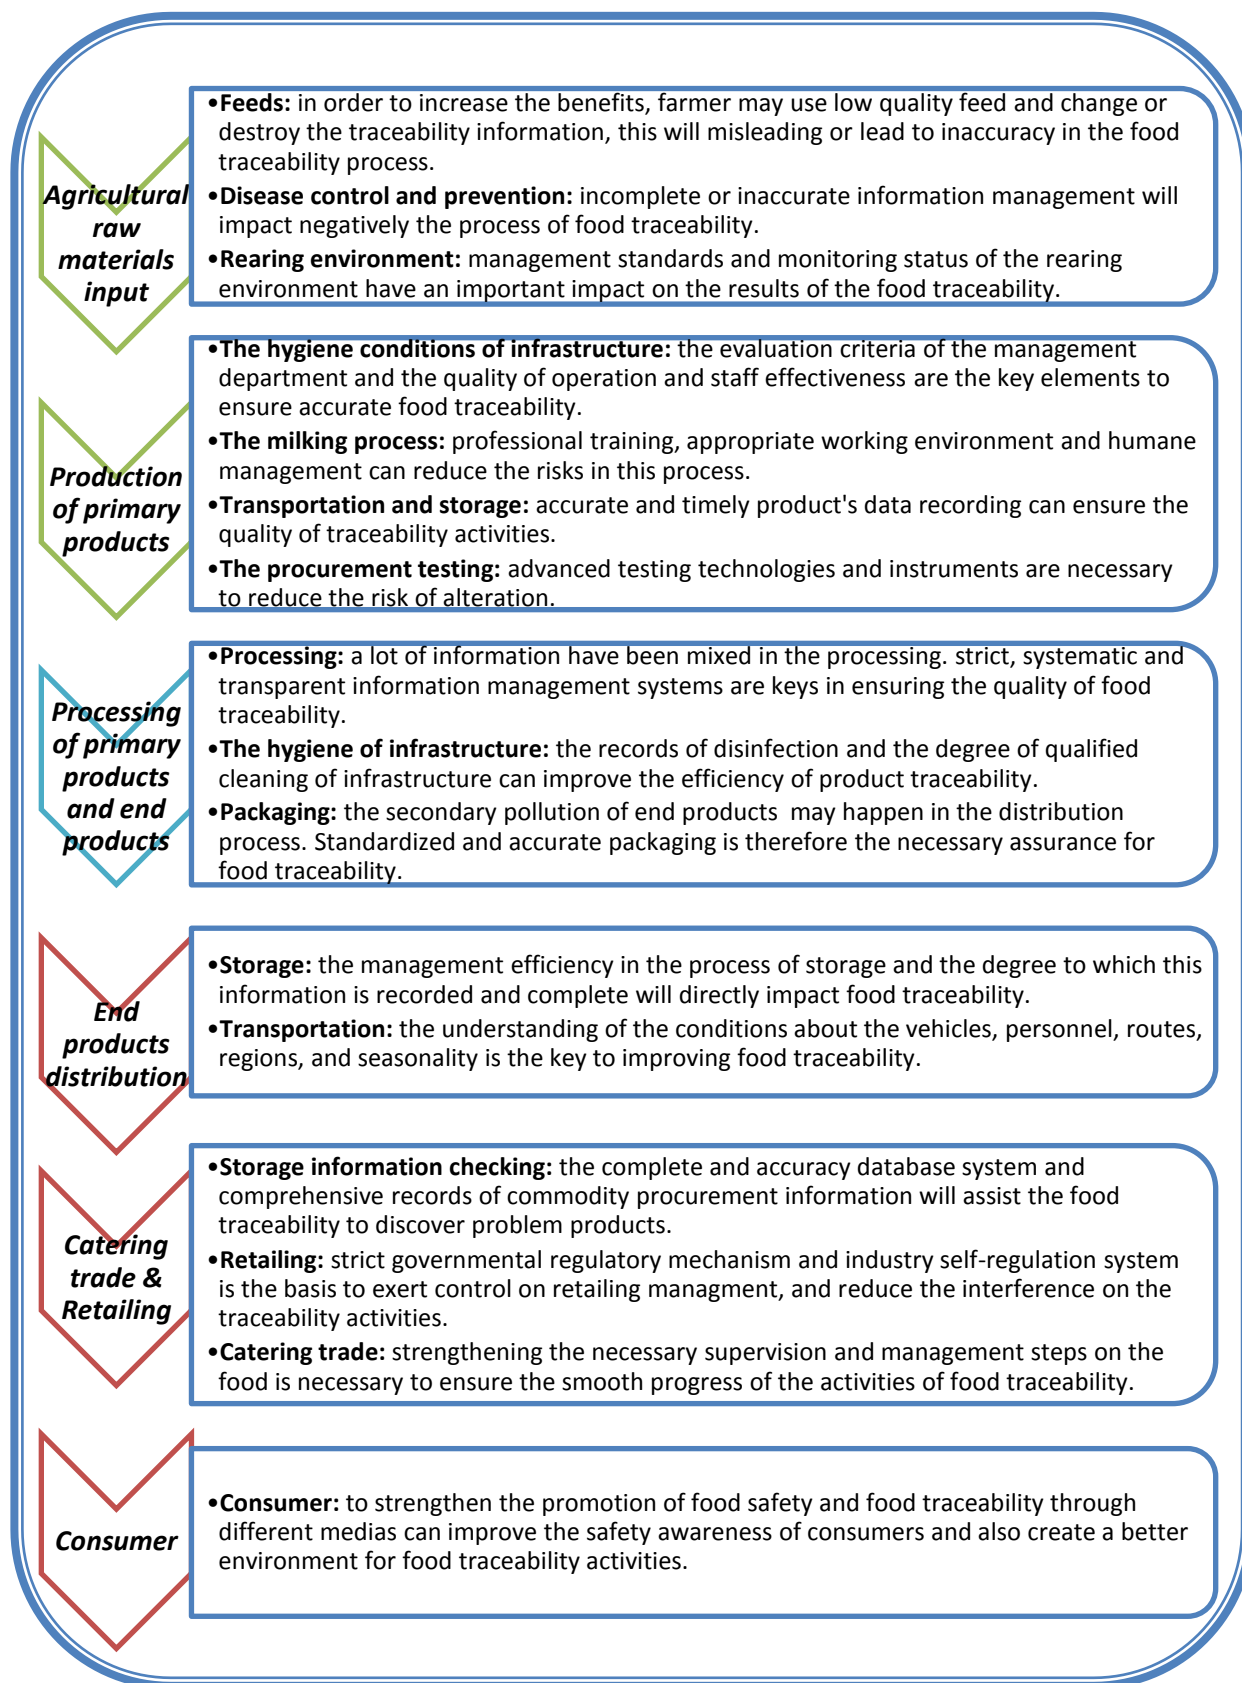 Agricultural
raw
materials
input
•Feeds: in order to increase the benefits, farmer may use low quality feed and change or
destroy the traceability information, this will misleading or lead to inaccuracy in the food
traceability process.
•Disease control and prevention: incomplete or inaccurate information management will
impact negatively the process of food traceability.
•Rearing environment: management standards and monitoring status of the rearing
environment have an important impact on the results of the food traceability.
Production
of primary
products
•The hygiene conditions of infrastructure: the evaluation criteria of the management
department and the quality of operation and staff effectiveness are the key elements to
ensure accurate food traceability.
•The milking process: professional training, appropriate working environment and humane
management can reduce the risks in this process.
•Transportation and storage: accurate and timely product's data recording can ensure the
quality of traceability activities.
•The procurement testing: advanced testing technologies and instruments are necessary
to reduce the risk of alteration.
Processing
of primary
products
and end
products
•Processing: a lot of information have been mixed in the processing. strict, systematic and
transparent information management systems are keys in ensuring the quality of food
traceability.
•The hygiene of infrastructure: the records of disinfection and the degree of qualified
cleaning of infrastructure can improve the efficiency of product traceability.
•Packaging: the secondary pollution of end products  may happen in the distribution
process. Standardized and accurate packaging is therefore the necessary assurance for
food traceability.
End
products
distribution
•Storage: the management efficiency in the process of storage and the degree to which this
information is recorded and complete will directly impact food traceability.
•Transportation: the understanding of the conditions about the vehicles, personnel, routes,
regions, and seasonality is the key to improving food traceability.
Catering
trade &
Retailing
•Storage information checking: the complete and accuracy database system and
comprehensive records of commodity procurement information will assist the food
traceability to discover problem products.
•Retailing: strict governmental regulatory mechanism and industry self-regulation system
is the basis to exert control on retailing managment, and reduce the interference on the
traceability activities.
•Catering trade: strengthening the necessary supervision and management steps on the
food is necessary to ensure the smooth progress of the activities of food traceability.
Consumer
•Consumer: to strengthen the promotion of food safety and food traceability through
different medias can improve the safety awareness of consumers and also create a better
environment for food traceability activities.